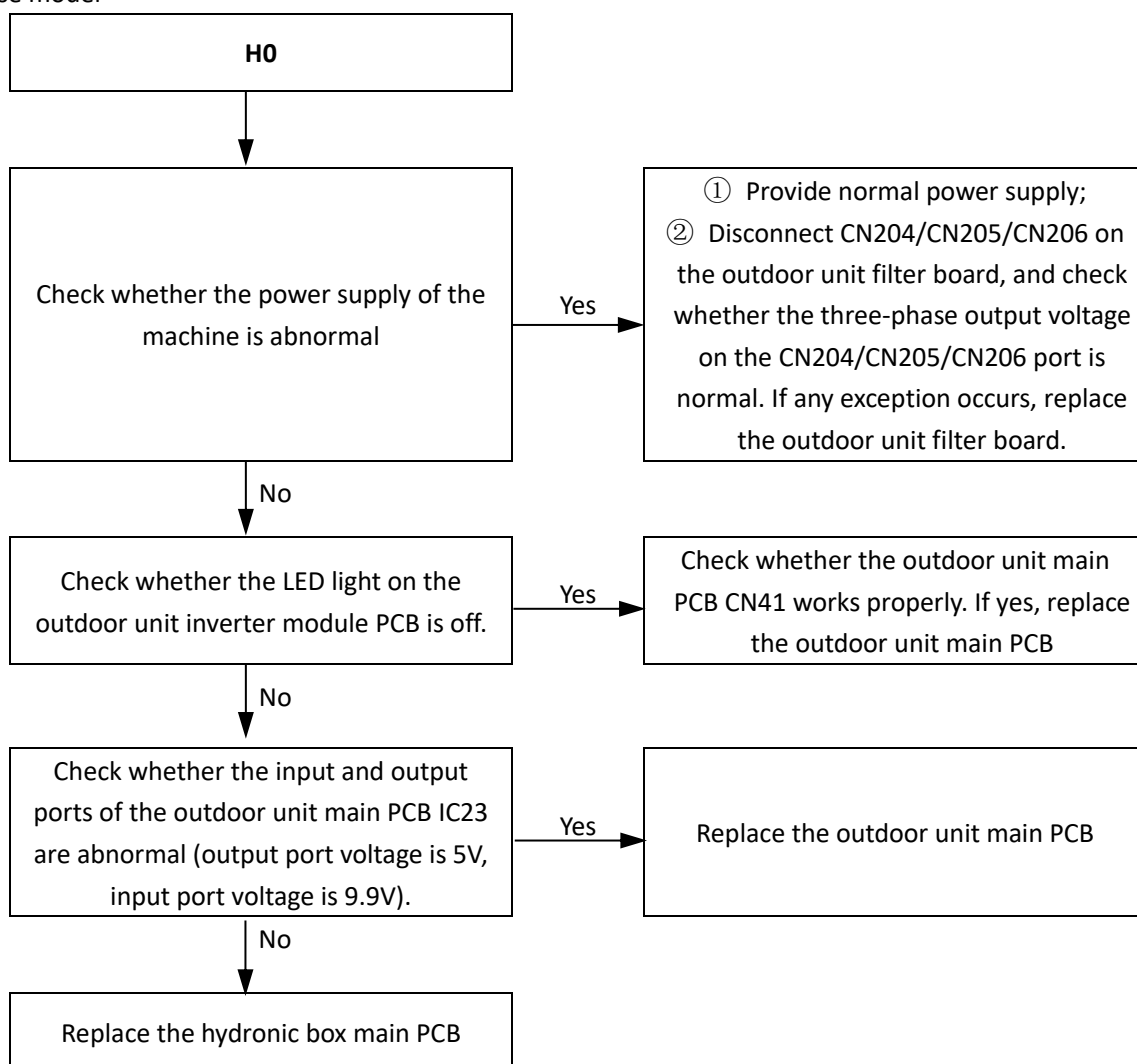 H0
Check whether the power supply of the
machine is abnormal
Yes
① Provide normal power supply;
② Disconnect CN204/CN205/CN206 on
the outdoor unit filter board, and check
whether the three-phase output voltage
on the CN204/CN205/CN206 port is
normal. If any exception occurs, replace
the outdoor unit filter board.
No
Check whether the LED light on the
outdoor unit inverter module PCB is off.
Yes
Check whether the outdoor unit main
PCB CN41 works properly. If yes, replace
the outdoor unit main PCB
No
Check whether the input and output
ports of the outdoor unit main PCB IC23
are abnormal (output port voltage is 5V,
input port voltage is 9.9V).
Yes
Replace the outdoor unit main PCB
No
Replace the hydronic box main PCB